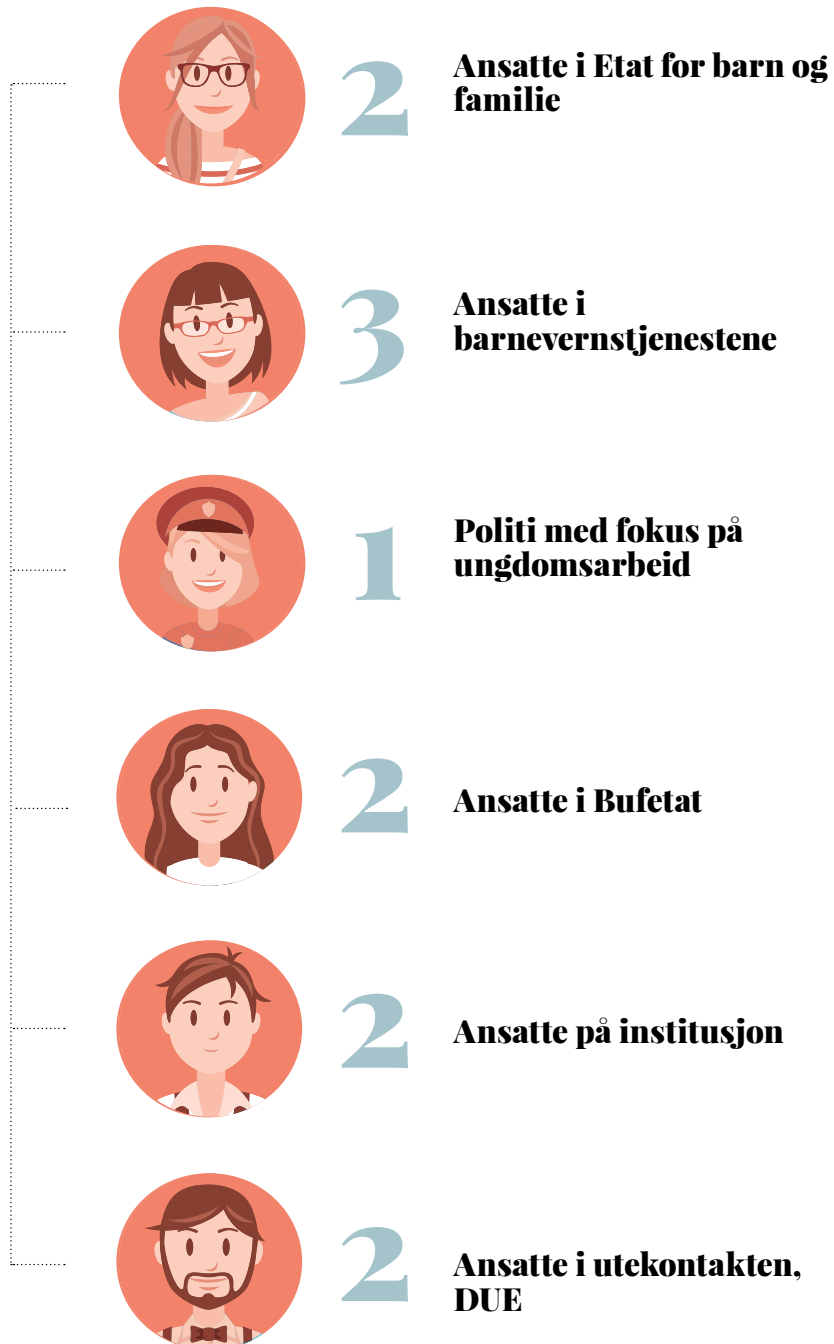 2 Ansatte i Etat for barn og
familie
3 Ansatte i
barnevernstjenestene
1 Politi med fokus på
ungdomsarbeid
2 Ansatte i Bufetat
2 Ansatte på institusjon
2 Ansatte i utekontakten,
DUE